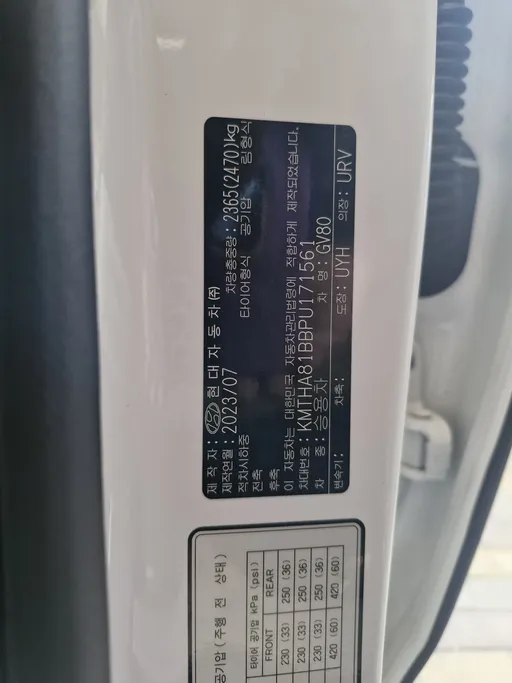 제 작 자: 현대자동차㈜
제작연월: 2023/07 차량총중량: 2365(2470)kg
적차시하중 타이어형식 공기압 림형식
전축
후축
이 자동차는 대한민국 자동차관리법령에 적합하게 제작되었습니다.
차대번호: KMTHA81BBPU171561
차 종: 승용차 차 명: GV80
변속기: 차축: 도장: UYH 의장: URV
공기압 (주행 전 상태)
타이어 공기압 kPa (psi)
FRONT REAR
230 (33) 250 (36)
230 (33) 250 (36)
230 (33) 250 (36)
420 (60) 420 (60)